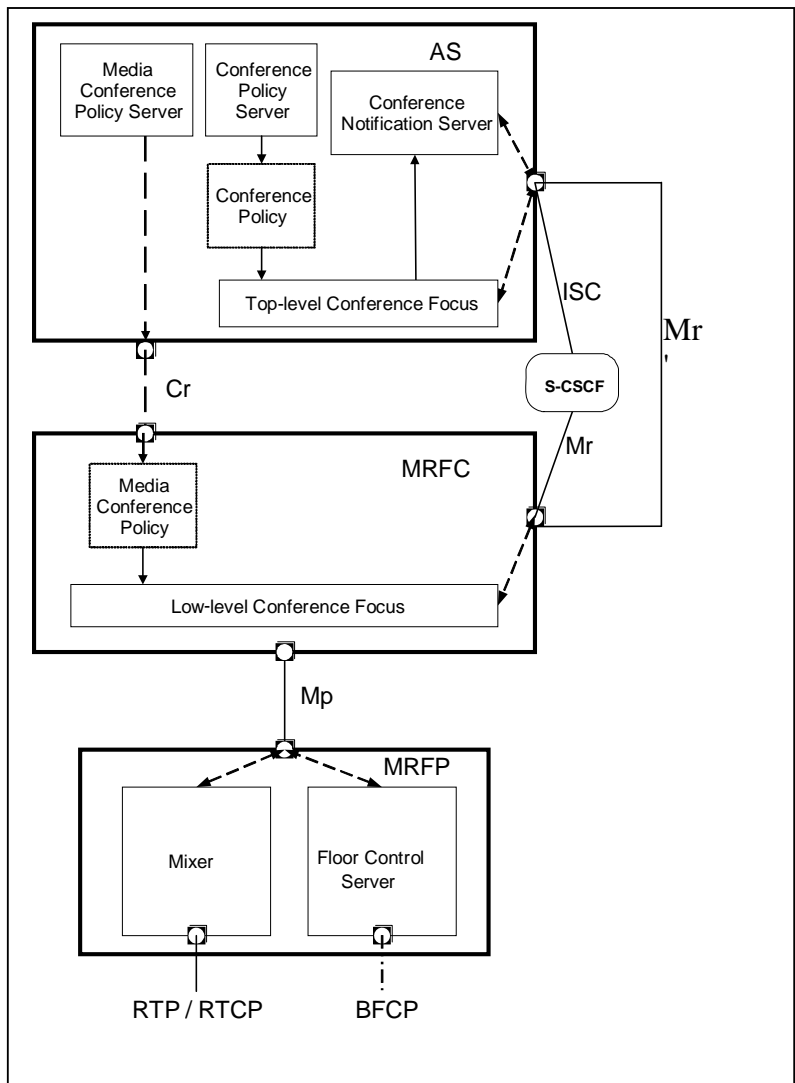 AS
Media
Conference
Policy Server
Conference
Policy
Server
Conference
Notification Server
Conference
Policy
Top-level Conference Focus
ISC
Mr
'
S-CSCF
Cr
Mr
MRFC
Media
Conference
Policy
Low-level Conference Focus
Mp
MRFP
Mixer
Floor Control
Server
RTP / RTCP
BFCP